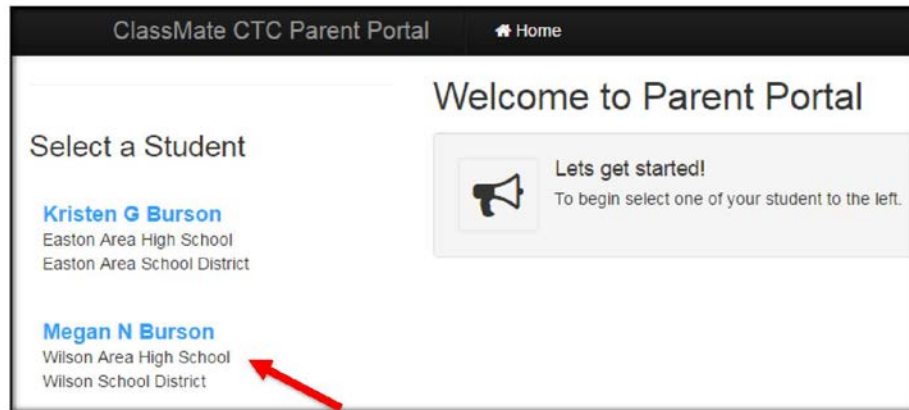 ClassMate CTC Parent Portal Home
Welcome to Parent Portal
Select a Student
Lets get started!
To begin select one of your student to the left.
Kristen G Burson
Easton Area High School
Easton Area School District
Megan N Burson
Wilson Area High School
Wilson School District